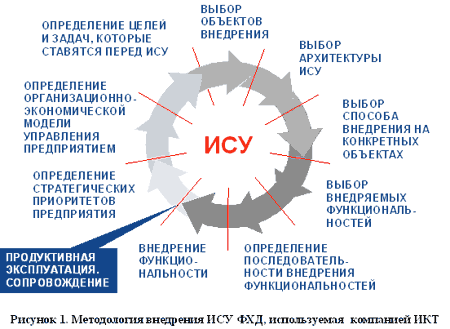 ОПРЕДЕЛЕНИЕ ЦЕЛЕЙ
И ЗАДАЧ, КОТОРЫЕ
СТАВЯТСЯ ПЕРЕД ИСУ
ВЫБОР
ОБЪЕКТОВ
ВНЕДРЕНИЯ
ВЫБОР
АРХИТЕКТУРЫ
ИСУ
ВЫБОР
СПОСОБА
ВНЕДРЕНИЯ НА
КОНКРЕТНЫХ
ОБЪЕКТАХ
ВЫБОР
ВНЕДРЯЕМЫХ
ФУНКЦИОНАЛЬ-
НОСТЕЙ
ОПРЕДЕЛЕНИЕ
ПОСЛЕДОВАТЕЛЬ-
НОСТИ ВНЕДРЕНИЯ
ФУНКЦИОНАЛЬНОСТЕЙ
ВНЕДРЕНИЕ
ФУНКЦИО-
НАЛЬНОСТИ
ПРОДУКТИВНАЯ
ЭКСПЛУАТАЦИЯ.
СОПРОВОЖДЕНИЕ
ОПРЕДЕЛЕНИЕ
СТРАТЕГИЧЕСКИХ
ПРИОРИТЕТОВ
ПРЕДПРИЯТИЯ
ОПРЕДЕЛЕНИЕ
ОРГАНИЗАЦИОННО-
ЭКОНОМИЧЕСКОЙ
МОДЕЛИ
УПРАВЛЕНИЯ
ПРЕДПРИЯТИЕМ
ИСУ
Рисунок 1. Методология внедрения ИСУ ФХД, используемая компанией ИКТ